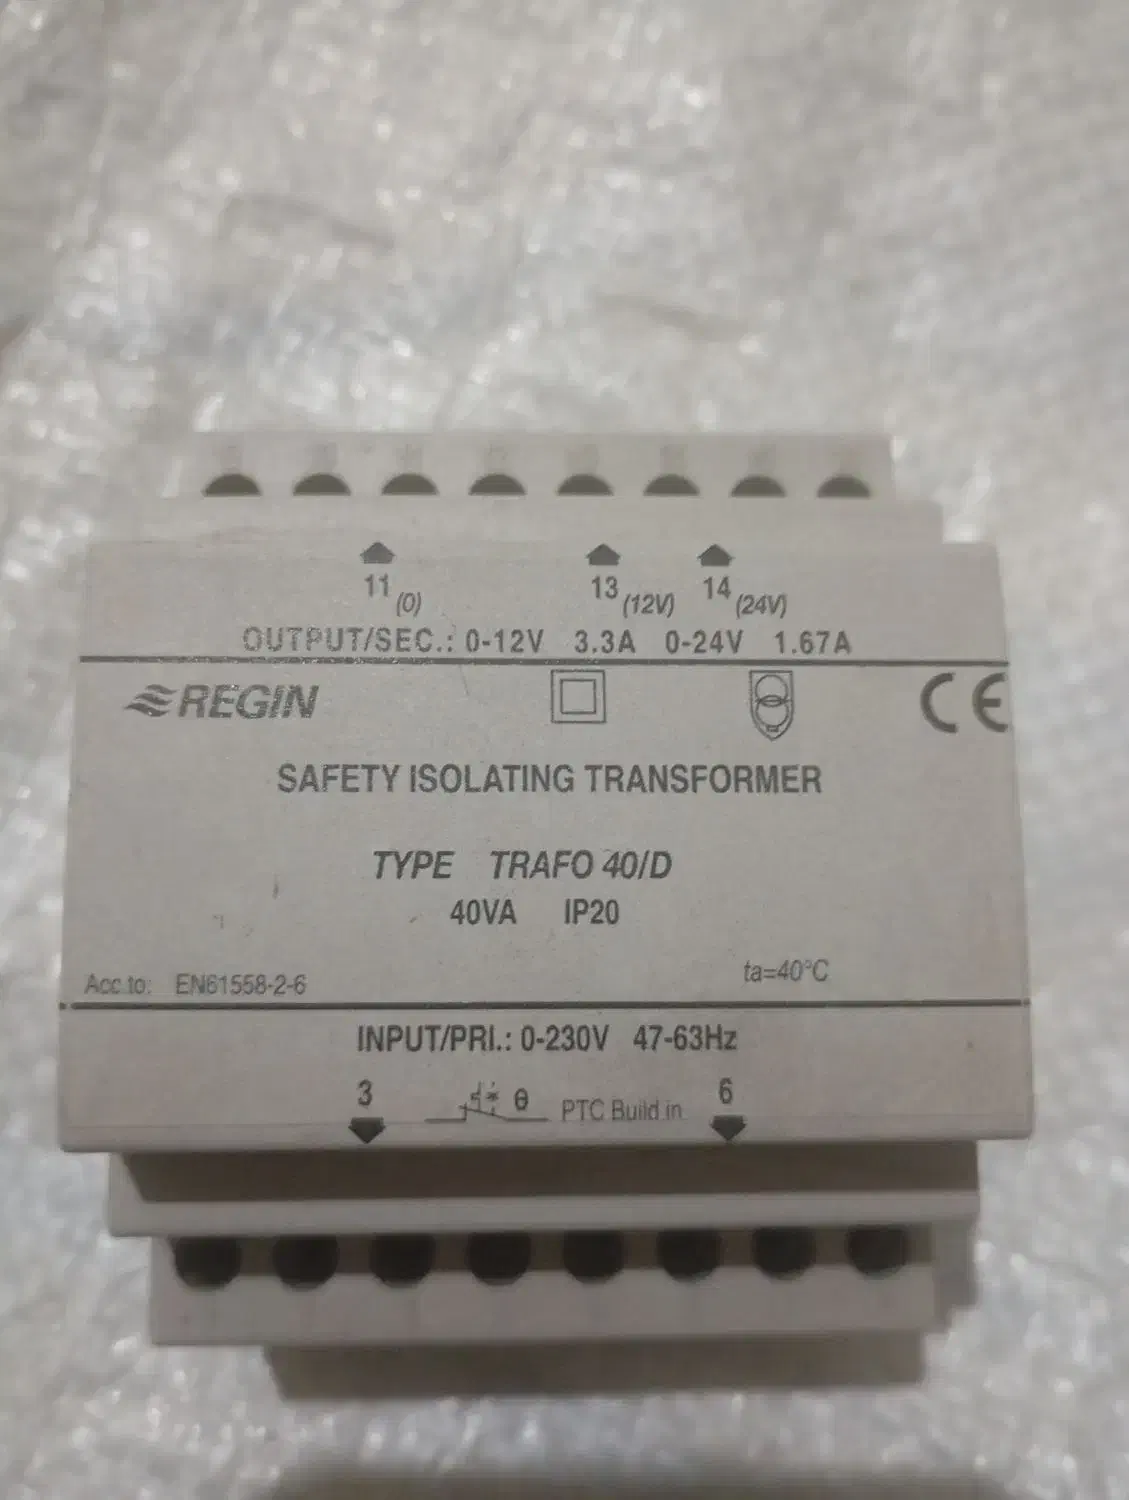 11 (0) 13 (12V) 14 (24V)
OUTPUT/SEC.: 0-12V 3.3A 0-24V 1.67A
REGIN CE
SAFETY ISOLATING TRANSFORMER
TYPE TRAFO 40/D
40VA IP20
ta=40°C
Acc.to: EN61558-2-6
INPUT/PRI.: 0-230V 47-63Hz
3 θ PTC Build.in 6